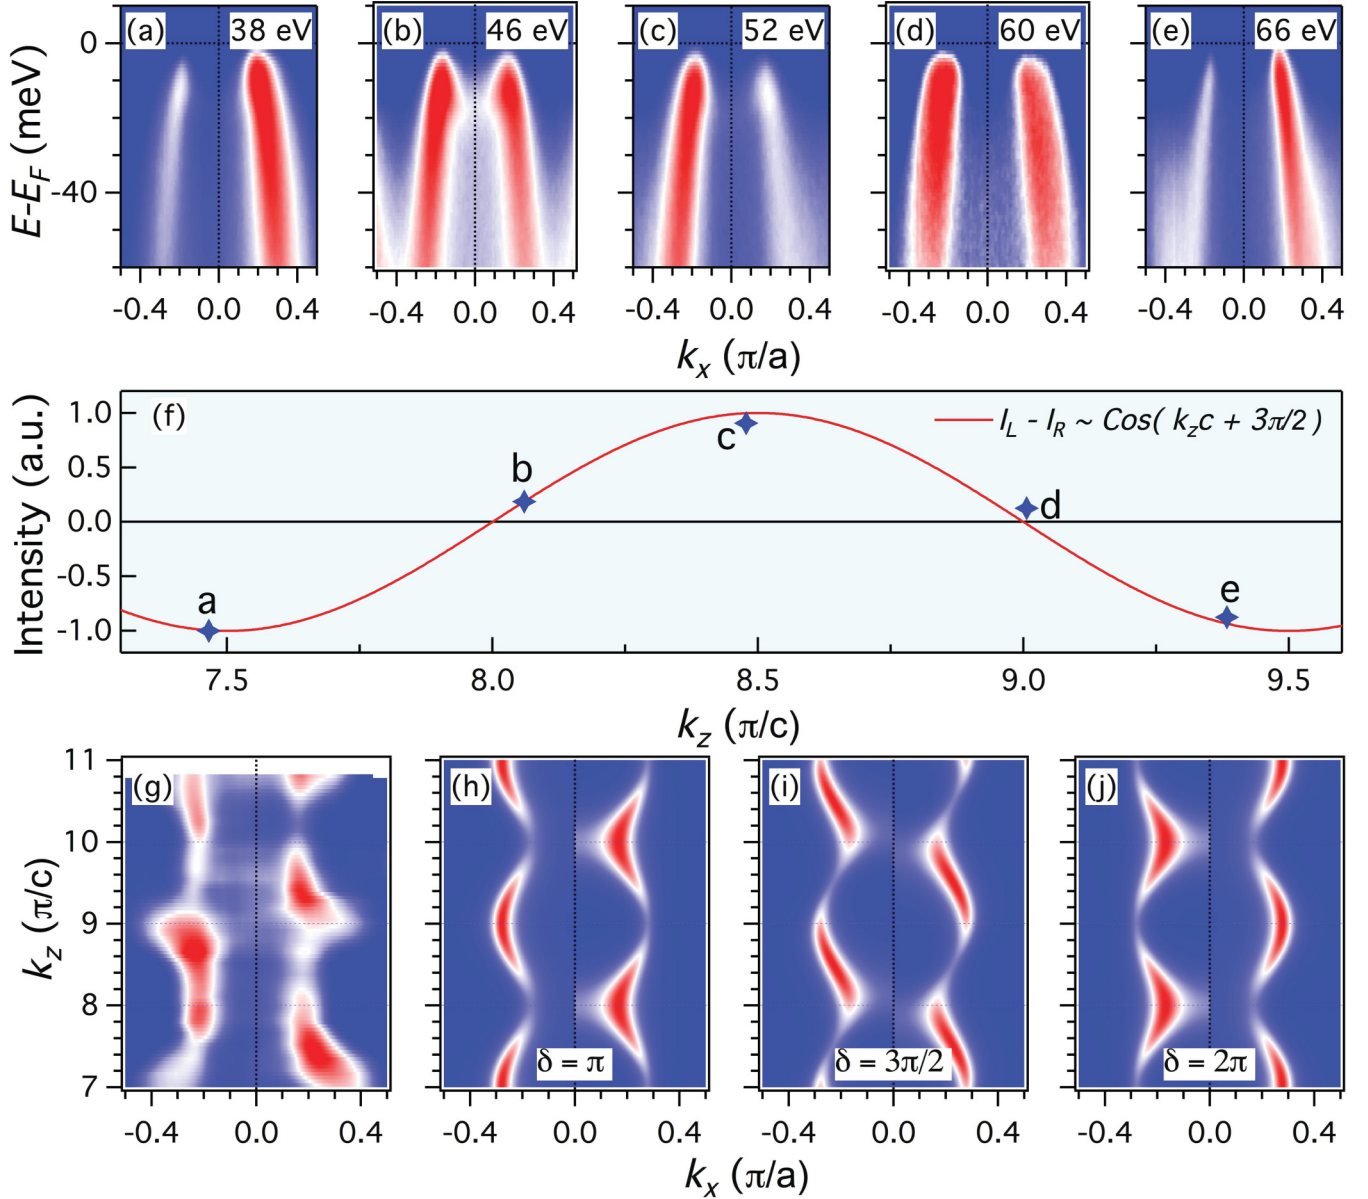 (a) 38 eV (b) 46 eV (c) 52 eV (d) 60 eV (e) 66 eV
0
-40
E-E_F (meV)
-0.4 0.0 0.4 -0.4 0.0 0.4 -0.4 0.0 0.4 -0.4 0.0 0.4 -0.4 0.0 0.4
k_x (π/a)
(f)
I_L - I_R ~ Cos( k_zc + 3π/2 )
1.0
0.5
0.0
-0.5
-1.0
Intensity (a.u.)
a
b
c
d
e
7.5 8.0 8.5 9.0 9.5
k_z (π/c)
11
10
9
8
7
k_z (π/c)
(g) (h) (i) (j)
δ = π δ = 3π/2 δ = 2π
-0.4 0.0 0.4 -0.4 0.0 0.4 -0.4 0.0 0.4 -0.4 0.0 0.4
k_x (π/a)